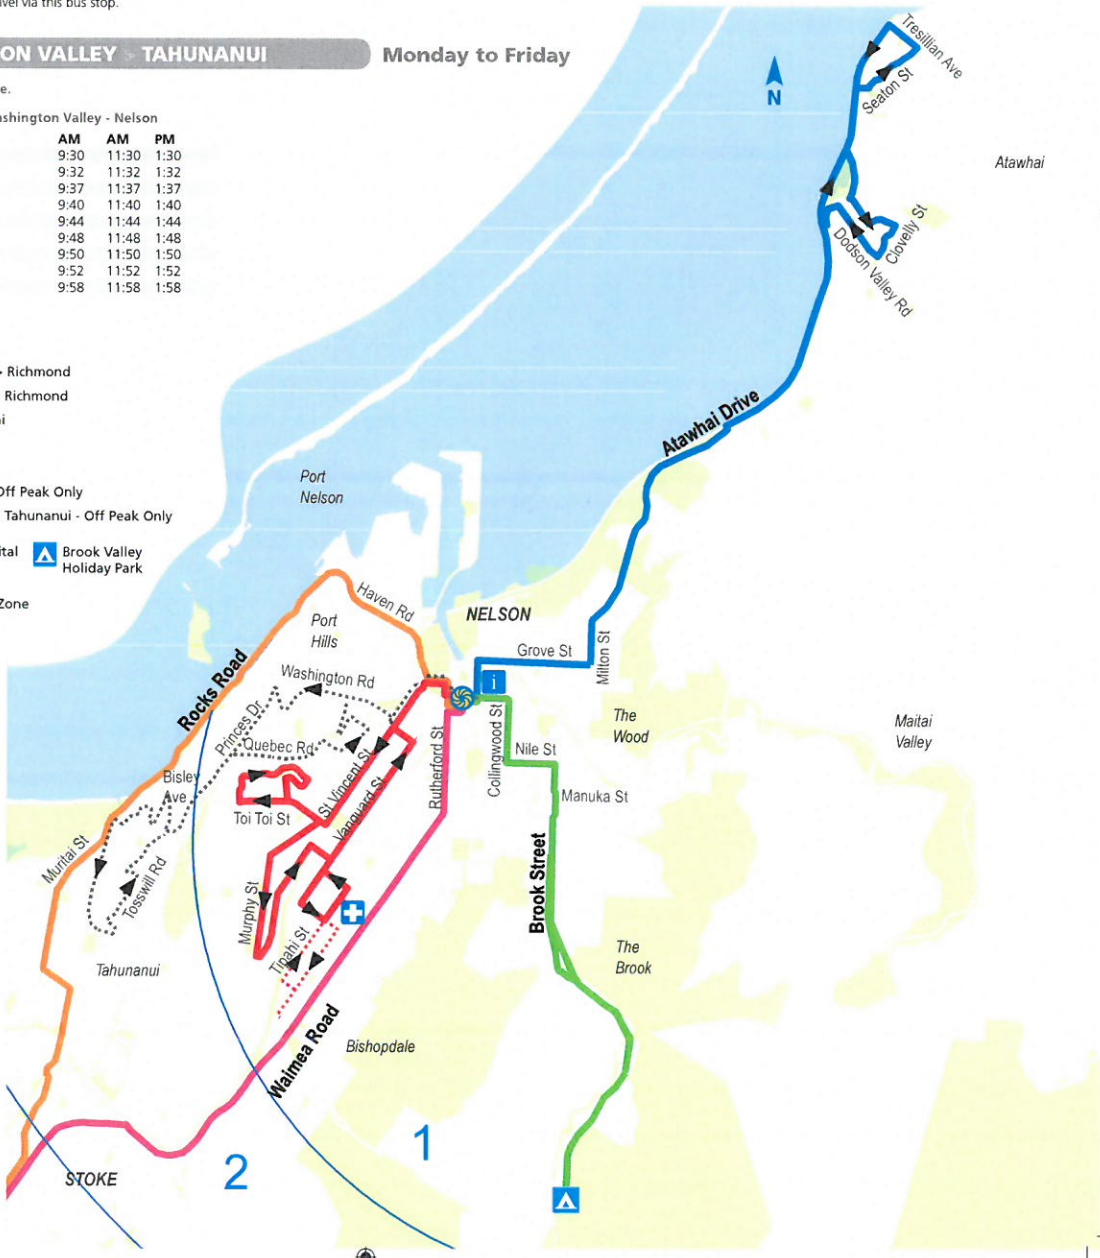 vel via this bus stop.
ON VALLEY > TAHUNANUI
Monday to Friday
e.
ashington Valley - Nelson
AM AM PM
9:30 11:30 1:30
9:32 11:32 1:32
9:37 11:37 1:37
9:40 11:40 1:40
9:44 11:44 1:44
9:48 11:48 1:48
9:50 11:50 1:50
9:52 11:52 1:52
9:58 11:58 1:58
Richmond
Richmond
i
Off Peak Only
Tahunanui - Off Peak Only
ital
Brook Valley
Holiday Park
Zone
N
Tresillian Ave
Seaton St
Atawhai
Clovelly St
Dodson Valley Rd
Atawhai Drive
Port
Nelson
Haven Rd
NELSON
Port
Hills
Grove St
Milton St
Washington Rd
i
Rocks Road
Princes Dr
Quebec Rd
The
Wood
Maitai
Valley
Rutherford St
Collingwood St
Nile St
Bisley
Ave
St Vincent St
Vanguard St
Toi Toi St
Manuka St
Muritai St
Tosswill Rd
Murphy St
Brook Street
Tipahi St
The
Brook
Tahunanui
Waimea Road
Bishopdale
1
2
STOKE